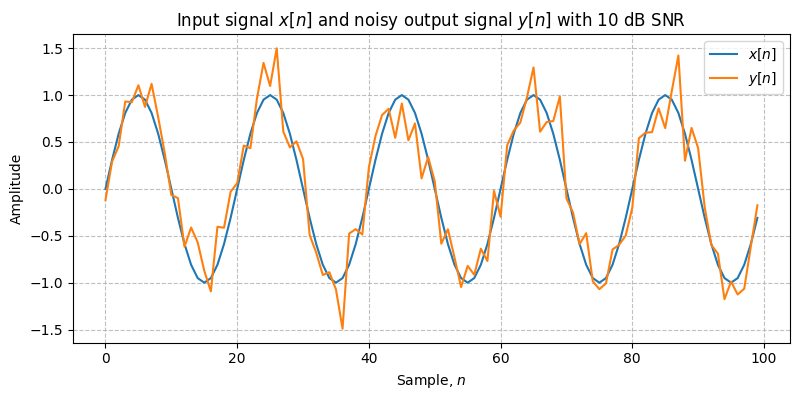 Input signal x[n] and noisy output signal y[n] with 10 dB SNR
x[n]
y[n]
Amplitude
1.5
1.0
0.5
0.0
−0.5
−1.0
−1.5
0 20 40 60 80 100
Sample, n